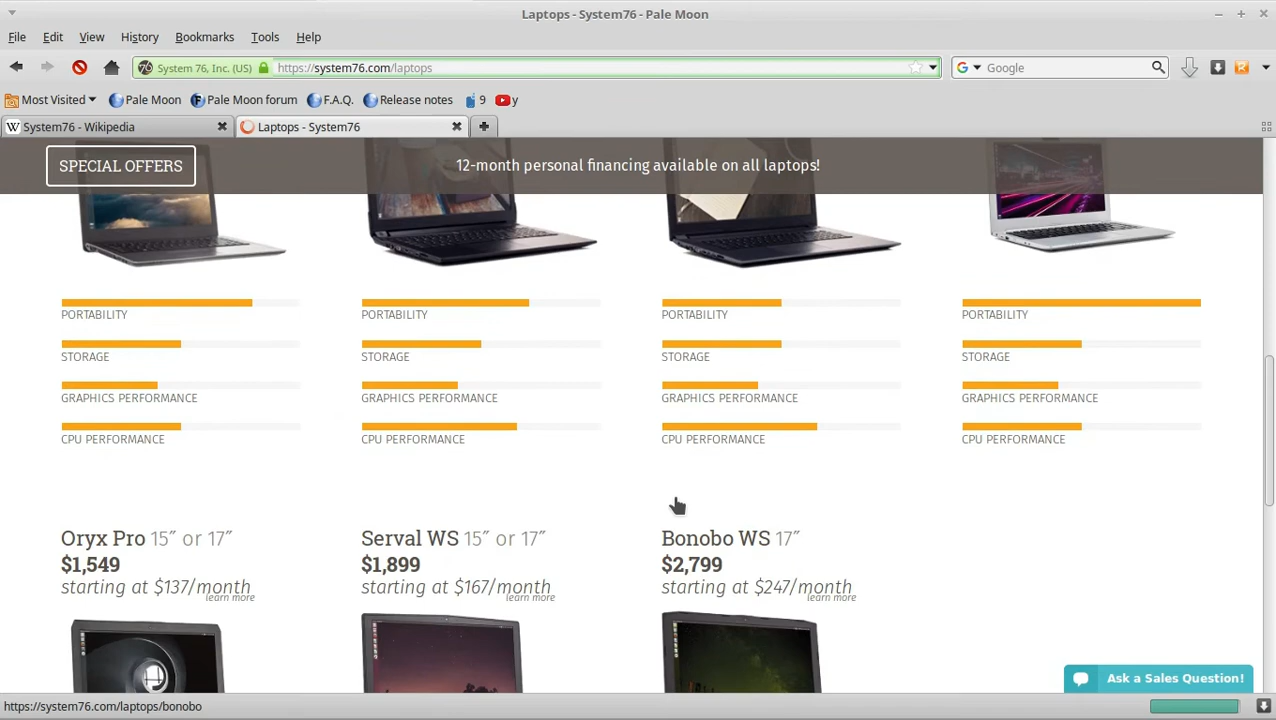 Laptops - System76 - Pale Moon
File Edit View History Bookmarks Tools Help
System 76, Inc. (US) https://system76.com/laptops Google
Most Visited Pale Moon Pale Moon forum F.A.Q. Release notes 9 y
System76 - Wikipedia Laptops - System76
SPECIAL OFFERS 12-month personal financing available on all laptops!
PORTABILITY PORTABILITY PORTABILITY PORTABILITY
STORAGE STORAGE STORAGE STORAGE
GRAPHICS PERFORMANCE GRAPHICS PERFORMANCE GRAPHICS PERFORMANCE GRAPHICS PERFORMANCE
CPU PERFORMANCE CPU PERFORMANCE CPU PERFORMANCE CPU PERFORMANCE
Oryx Pro 15″ or 17″ Serval WS 15″ or 17″ Bonobo WS 17″
$1,549 $1,899 $2,799
starting at $137/month starting at $167/month starting at $247/month
learn more learn more learn more
Ask a Sales Question!
https://system76.com/laptops/bonobo